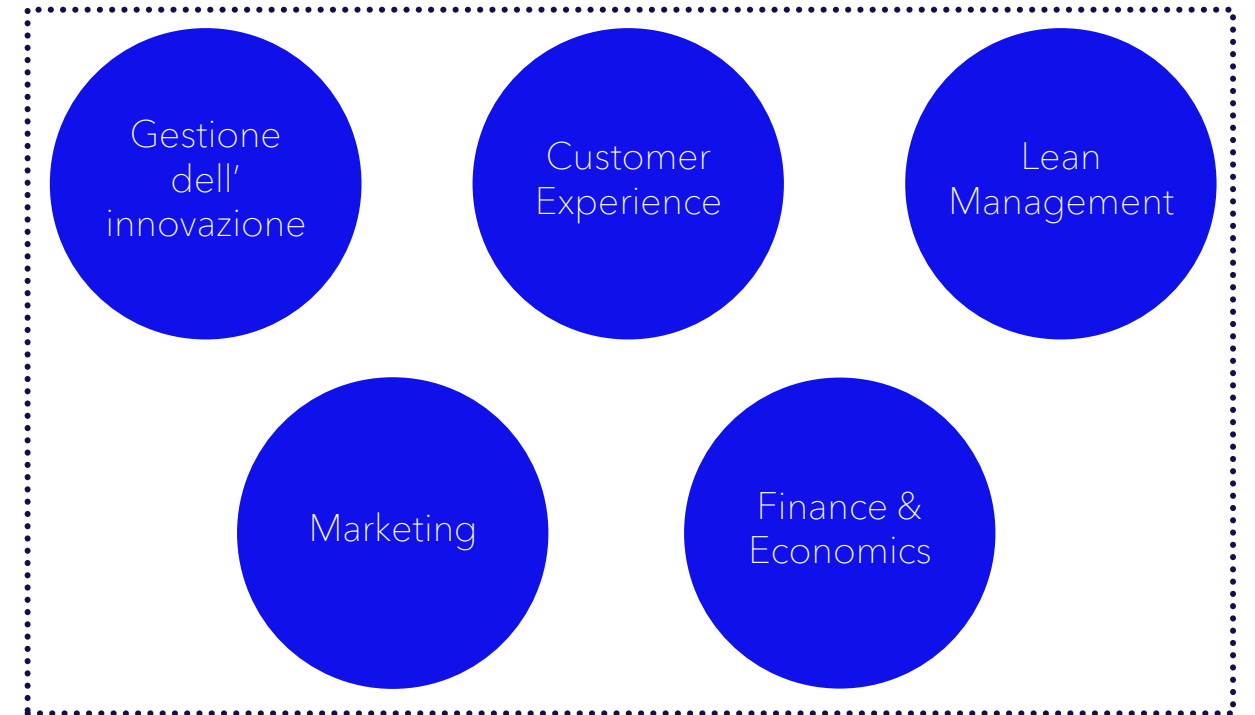 Gestione
dell’
innovazione
Customer
Experience
Lean
Management
Marketing
Finance &
Economics